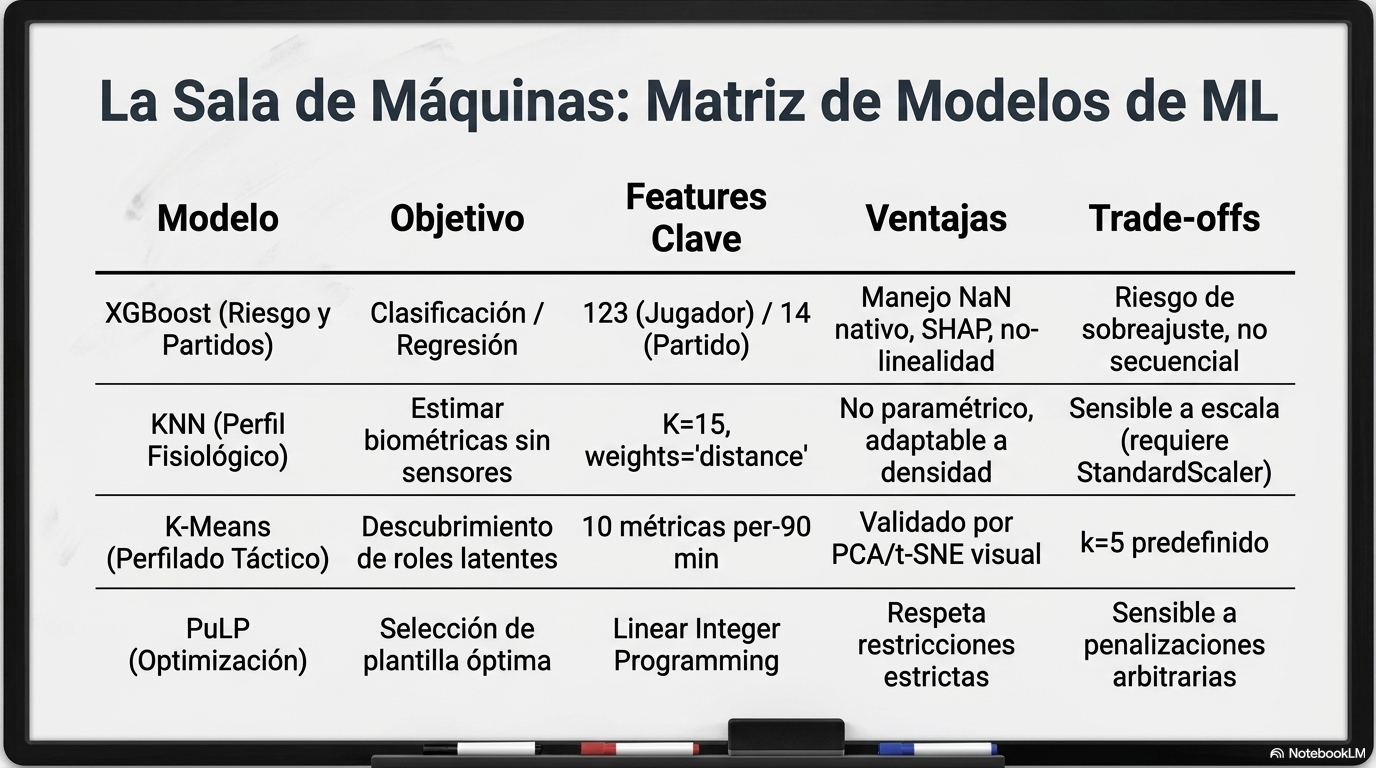 La Sala de Máquinas: Matriz de Modelos de ML
Modelo
Objetivo
Features
Clave
Ventajas
Trade-offs
XGBoost (Riesgo y
Partidos)
Clasificación /
Regresión
123 (Jugador) / 14
(Partido)
Manejo NaN
nativo, SHAP, no-
linealidad
Riesgo de
sobreajuste, no
secuencial
KNN (Perfil
Fisiológico)
Estimar
biométricas sin
sensores
K=15,
weights='distance'
No paramétrico,
adaptable a
densidad
Sensible a escala
(requiere
StandardScaler)
K-Means
(Perfilado Táctico)
Descubrimiento
de roles latentes
10 métricas per-90
min
Validado por
PCA/t-SNE visual
k=5 predefinido
PuLP
(Optimización)
Selección de
plantilla óptima
Linear Integer
Programming
Respeta
restricciones
estrictas
Sensible a
penalizaciones
arbitrarias
NotebookLM